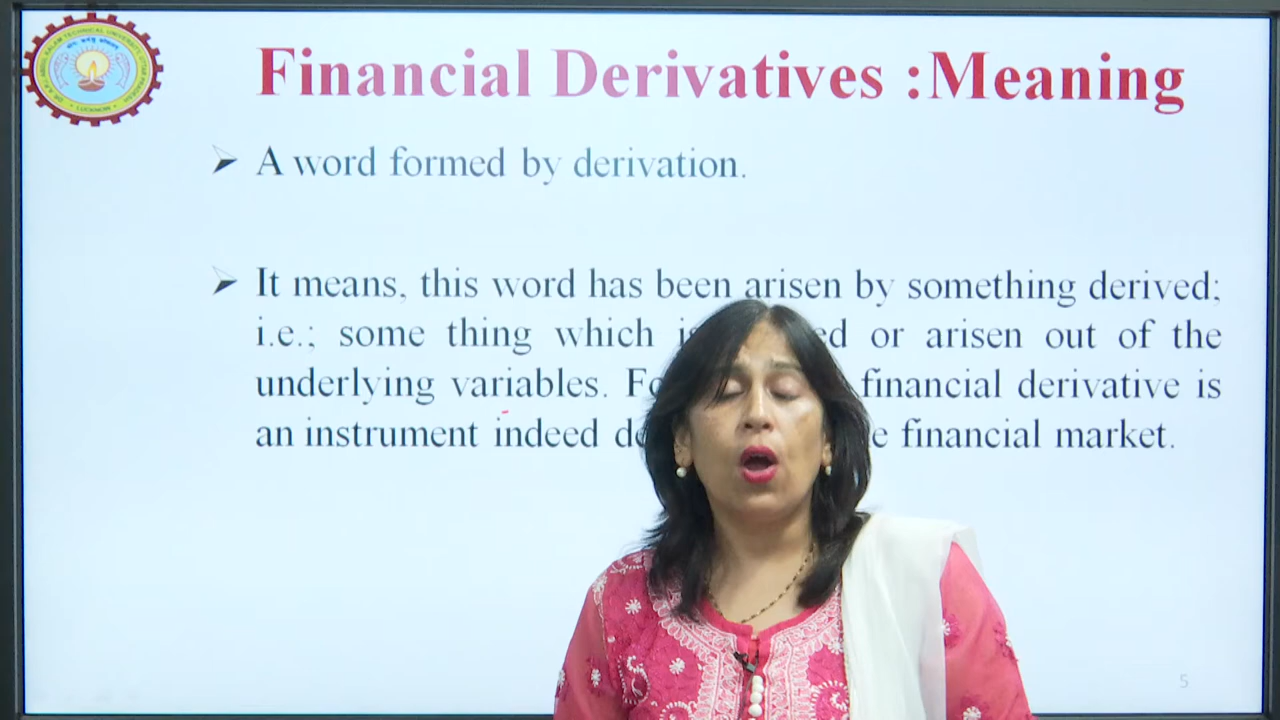 Financial Derivatives :Meaning
A word formed by derivation.
It means, this word has been arisen by something derived;
i.e.; some thing which or arisen out of the
underlying variables. financial derivative is
an instrument indeed financial market.
LUCKNOW
5